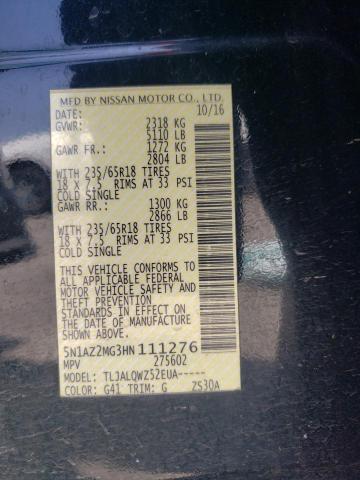 MFD BY NISSAN MOTOR CO., LTD.
DATE: 10/16
GVWR: 2318 KG
5110 LB
GAWR FR.: 1272 KG
2804 LB
WITH 235/65R18 TIRES
18 X 7.5 RIMS AT 33 PSI
COLD SINGLE
GAWR RR.: 1300 KG
2866 LB
WITH 235/65R18 TIRES
18 X 7.5 RIMS AT 33 PSI
COLD SINGLE
THIS VEHICLE CONFORMS TO
ALL APPLICABLE FEDERAL
MOTOR VEHICLE SAFETY
AND THEFT PREVENTION
STANDARDS IN EFFECT ON
THE DATE OF MANUFACTURE
SHOWN ABOVE.
5N1AZ2MG3HN111276
MPV 275602
MODEL: TLJALQWZ52EUA-----
COLOR: G41 TRIM: G ZS30A